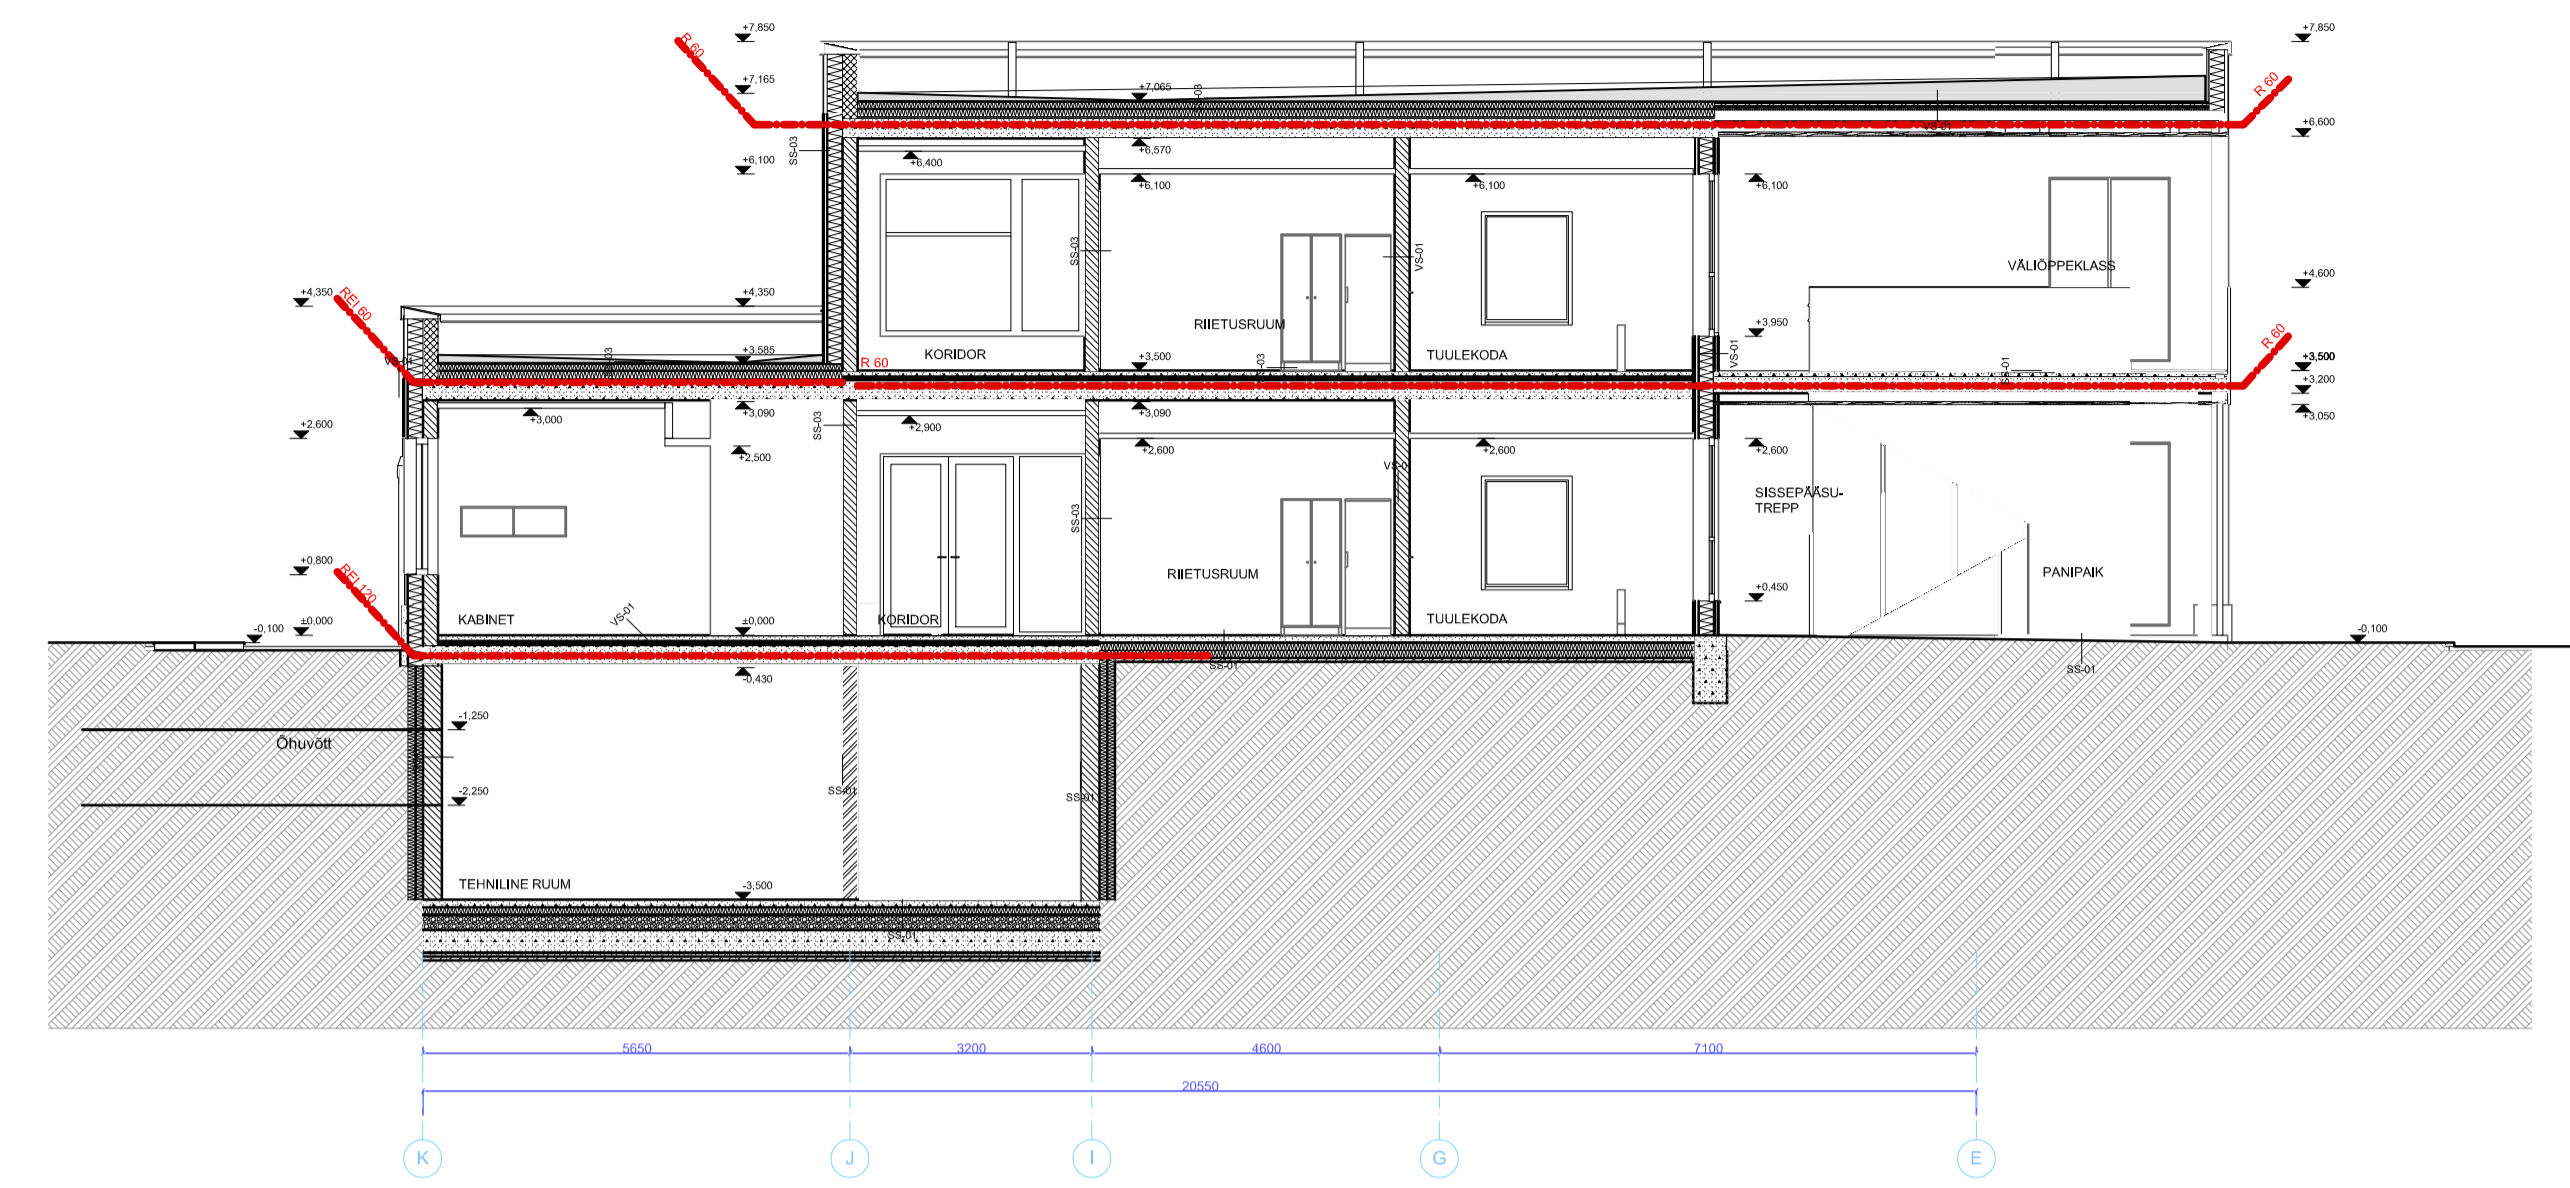 +7,850
+7,850
R 60
+7,165
+7,065
-03
R 60
VS-01
+6,600
SS-03
+6,570
+6,400
+6,100
+6,100
+6,100
+6,100
SS-03
VS-01
VÄLIÕPPEKLASS
+4,600
+4,350
REI 60
+4,350
RIIETUSRUUM
+3,950
R 60
KORIDOR
TUULEKODA
VS-01
+3,585
R 60
+3,500
+3,500
SS-01
+3,200
+3,050
+3,090
+3,090
+3,000
SS-03
+2,900
+2,600
+2,500
+2,600
+2,600
+2,600
SS-03
SISSEPÄÄSU-
TREPP
+0,800
REI 120
RIIETUSRUUM
PANIPAIK
+0,450
KABINET
VS-01
KORIDOR
TUULEKODA
±0,000
±0,000
-0,100
-0,100
SS-01
SS-01
-0,430
-1,250
Õhuvõtt
-2,250
SS-01
SS-01
TEHNILINE RUUM
-3,500
SS-01
5650
3200
4600
7100
20550
K
J
I
G
E